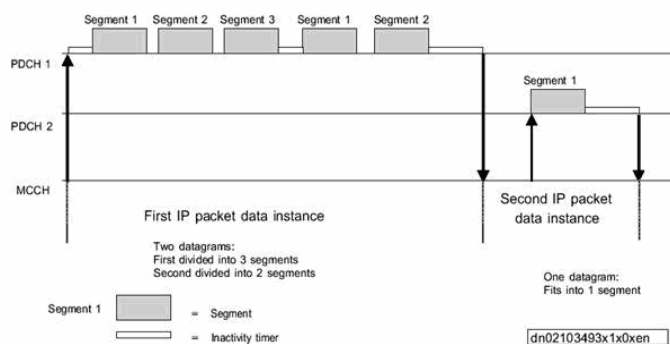 Segment 1 Segment 2 Segment 3 Segment 1 Segment 2
PDCH 1
Segment 1
PDCH 2
MCCH
First IP packet data instance
Second IP packet
data instance
Two datagrams:
First divided into 3 segments
Second divided into 2 segments
One datagram:
Fits into 1 segment
Segment 1 = Segment
= Inactivity timer
dn02103493x1x0xen